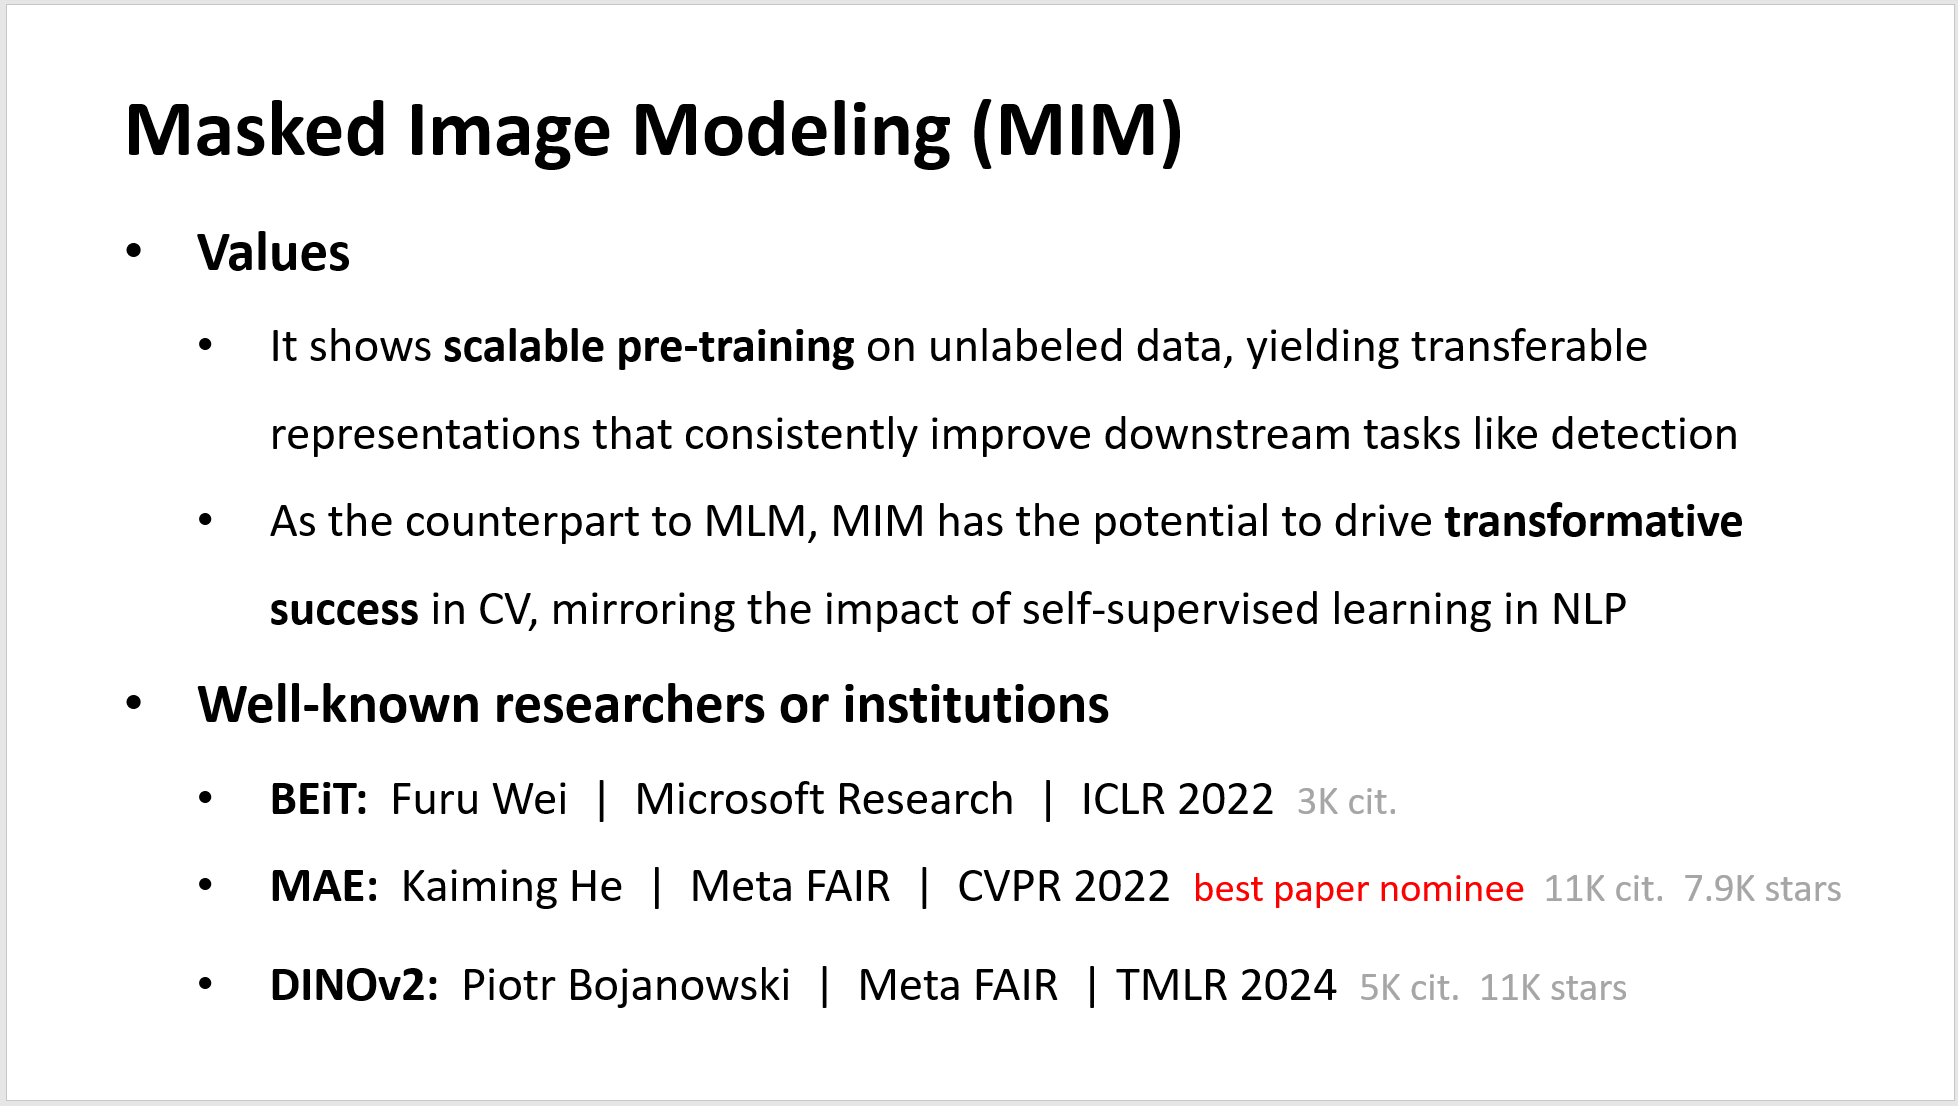 Masked Image Modeling (MIM)
• Values
• It shows scalable pre-training on unlabeled data, yielding transferable
representations that consistently improve downstream tasks like detection
• As the counterpart to MLM, MIM has the potential to drive transformative
success in CV, mirroring the impact of self-supervised learning in NLP
• Well-known researchers or institutions
• BEiT: Furu Wei | Microsoft Research | ICLR 2022 3K cit.
• MAE: Kaiming He | Meta FAIR | CVPR 2022 best paper nominee 11K cit. 7.9K stars
• DINOv2: Piotr Bojanowski | Meta FAIR | TMLR 2024 5K cit. 11K stars